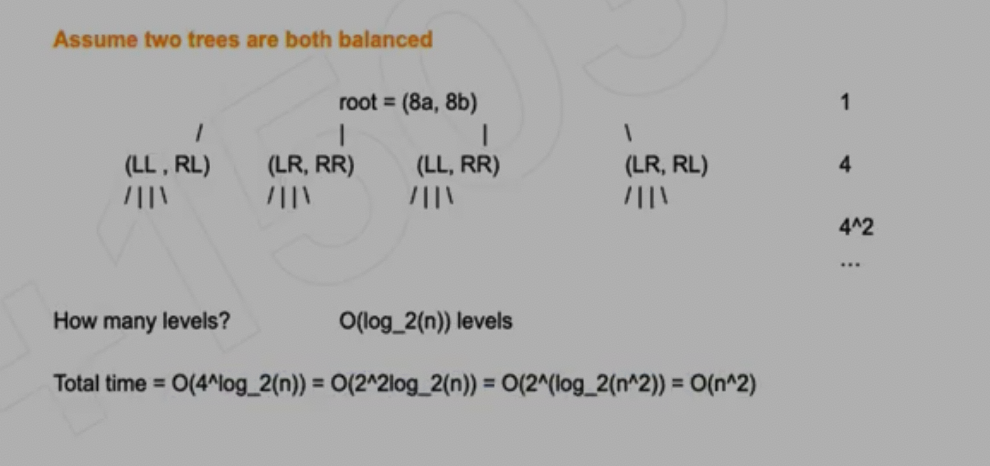 Assume two trees are both balanced
root = (8a, 8b) 1
/ | | \
(LL , RL) (LR, RR) (LL, RR) (LR, RL) 4
/||\ /||\ /||\ /||\
4^2
...
How many levels? O(log_2(n)) levels
Total time = O(4^log_2(n)) = O(2^2log_2(n)) = O(2^(log_2(n^2)) = O(n^2)